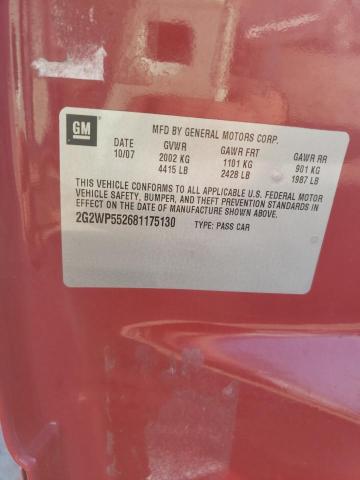 GM
MFD BY GENERAL MOTORS CORP.
DATE GVWR GAWR FRT GAWR RR
10/07 2002 KG 1101 KG 901 KG
4415 LB 2428 LB 1987 LB
THIS VEHICLE CONFORMS TO ALL APPLICABLE U.S. FEDERAL MOTOR
VEHICLE SAFETY, BUMPER, AND THEFT PREVENTION STANDARDS IN
EFFECT ON THE DATE OF MANUFACTURE SHOWN ABOVE.
2G2WP552681175130 TYPE: PASS CAR